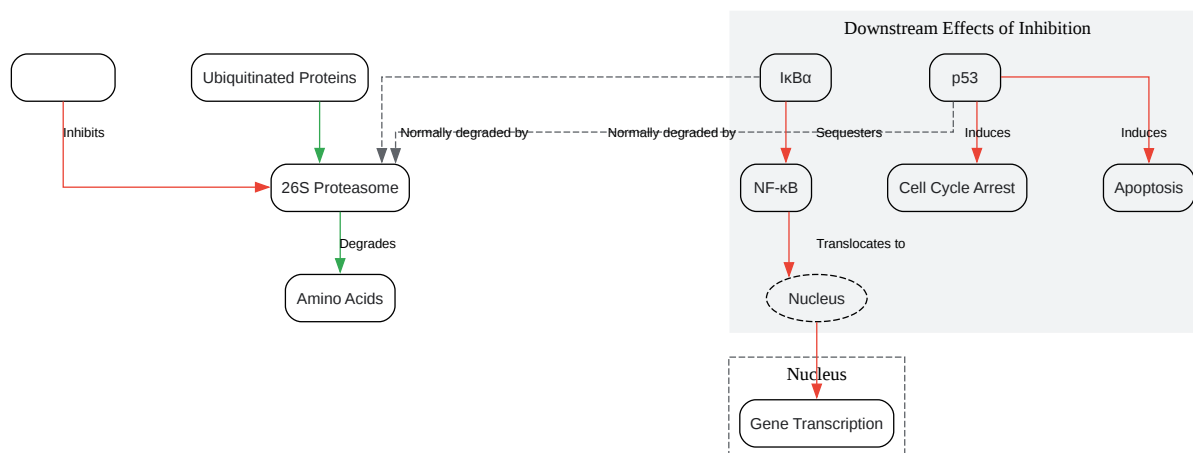 Downstream Effects of Inhibition
Ubiquitinated Proteins
IκBα
p53
Inhibits
Normally degraded by
Normally degraded by
Sequesters
Induces
Induces
26S Proteasome
NF-κB
Cell Cycle Arrest
Apoptosis
Degrades
Translocates to
Amino Acids
Nucleus
Nucleus
Gene Transcription